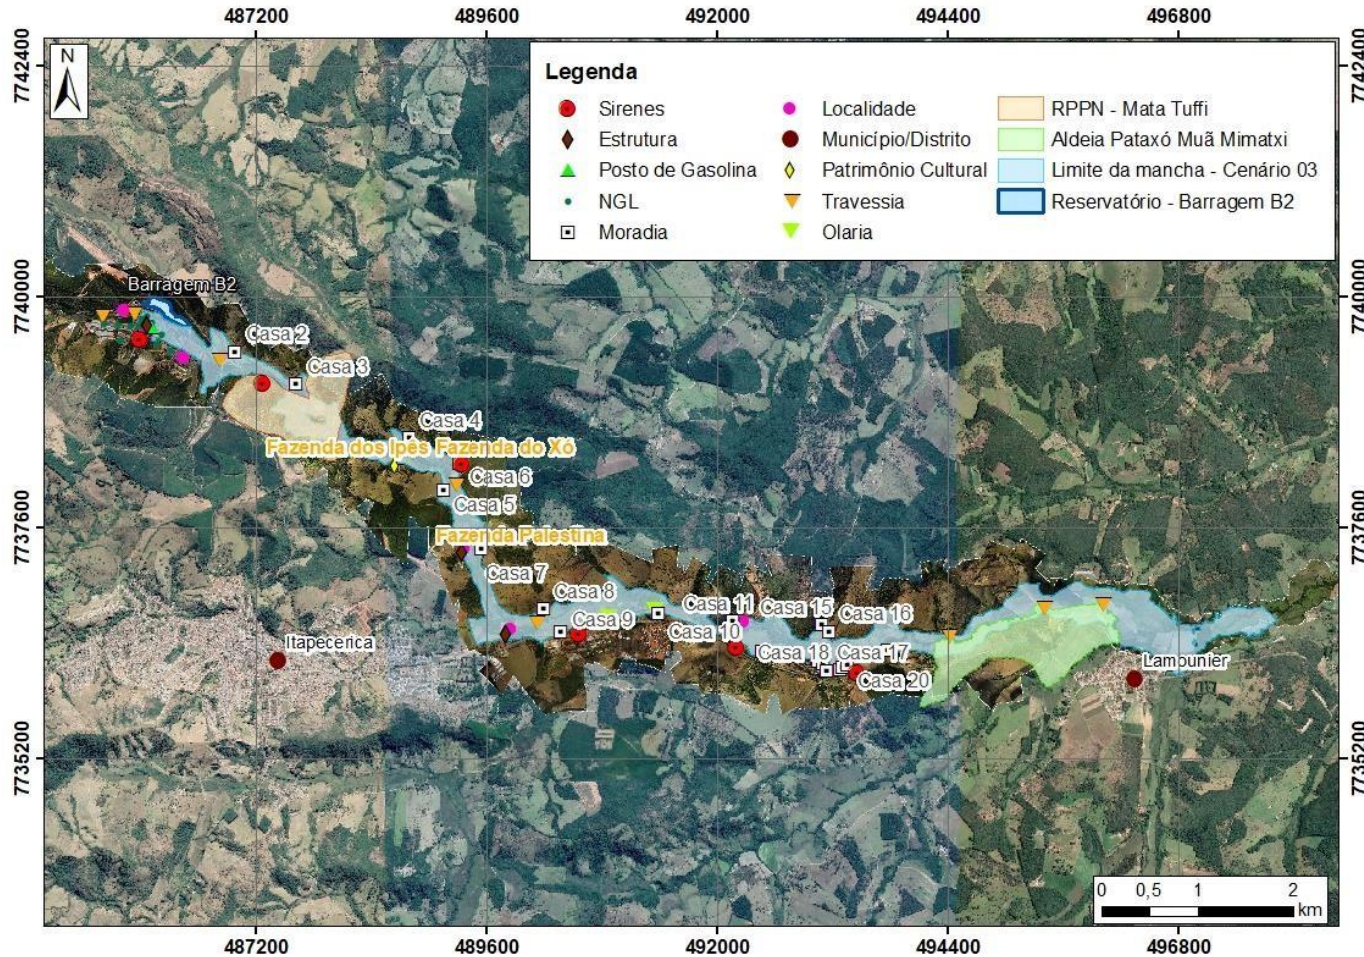 487200 489600 492000 494400 496800
7742400 7742400
N
Legenda
Sirenes
Estrutura
Posto de Gasolina
NGL
Moradia
Localidade
Município/Distrito
Patrimônio Cultural
Travessia
Olaria
RPPN - Mata Tuffi
Aldeia Pataxó Muã Mimatxi
Limite da mancha - Cenário 03
Reservatório - Barragem B2
7740000 7740000
Barragem B2
Casa 2
Casa 3
Casa 4
Fazenda dos Ipês Fazenda do Xó
Casa 6
Casa 5
7737600 7737600
Fazenda Palestina
Casa 7
Casa 8
Casa 9
Casa 11
Casa 10
Casa 15
Casa 16
Casa 18
Casa 17
Casa 20
Itapecerica
Lamounier
7735200 7735200
0 0,5 1 2
km
487200 489600 492000 494400 496800